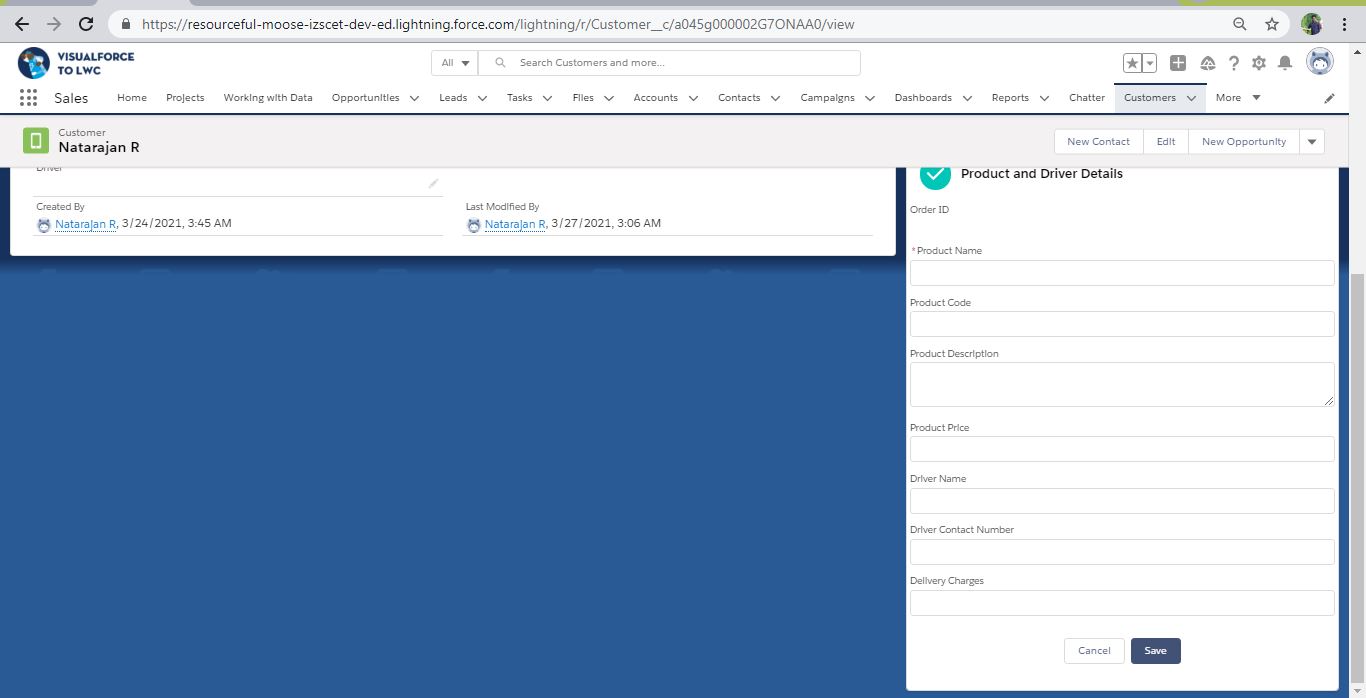 https://resourceful-moose-izscet-dev-ed.lightning.force.com/lightning/r/Customer__c/a045g000002G7ONAA0/view
VISUALFORCE
TO LWC
All
Search Customers and more...
Sales
Home
Projects
Working with Data
Opportunities
Leads
Tasks
Files
Accounts
Contacts
Campaigns
Dashboards
Reports
Chatter
Customers
More
Customer
Natarajan R
New Contact
Edit
New Opportunity
Driver
Created By
Natarajan R, 3/24/2021, 3:45 AM
Last Modified By
Natarajan R, 3/27/2021, 3:06 AM
Product and Driver Details
Order ID
*Product Name
Product Code
Product Description
Product Price
Driver Name
Driver Contact Number
Delivery Charges
Cancel
Save